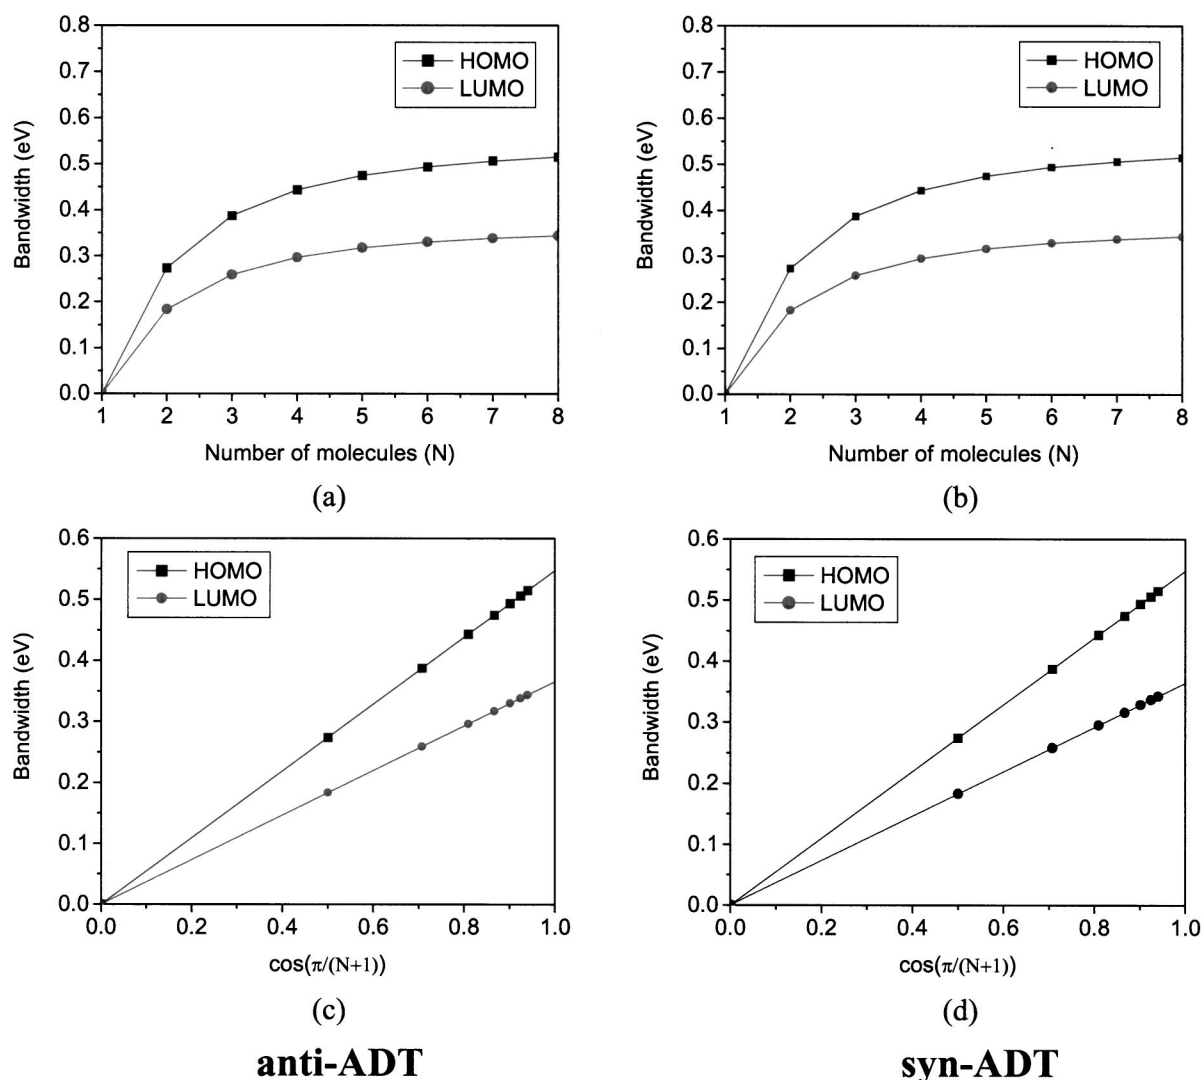 0.8
0.7
0.6
0.5
0.4
0.3
0.2
0.1
0.0
Bandwidth (eV)
HOMO
LUMO
1 2 3 4 5 6 7 8
Number of molecules (N)
(a)
0.8
0.7
0.6
0.5
0.4
0.3
0.2
0.1
0.0
Bandwidth (eV)
HOMO
LUMO
1 2 3 4 5 6 7 8
Number of molecules (N)
(b)
0.6
0.5
0.4
0.3
0.2
0.1
0.0
Bandwidth (eV)
HOMO
LUMO
0.0 0.2 0.4 0.6 0.8 1.0
cos(π/(N+1))
(c)
anti-ADT
0.6
0.5
0.4
0.3
0.2
0.1
0.0
Bandwidth (eV)
HOMO
LUMO
0.0 0.2 0.4 0.6 0.8 1.0
cos(π/(N+1))
(d)
syn-ADT